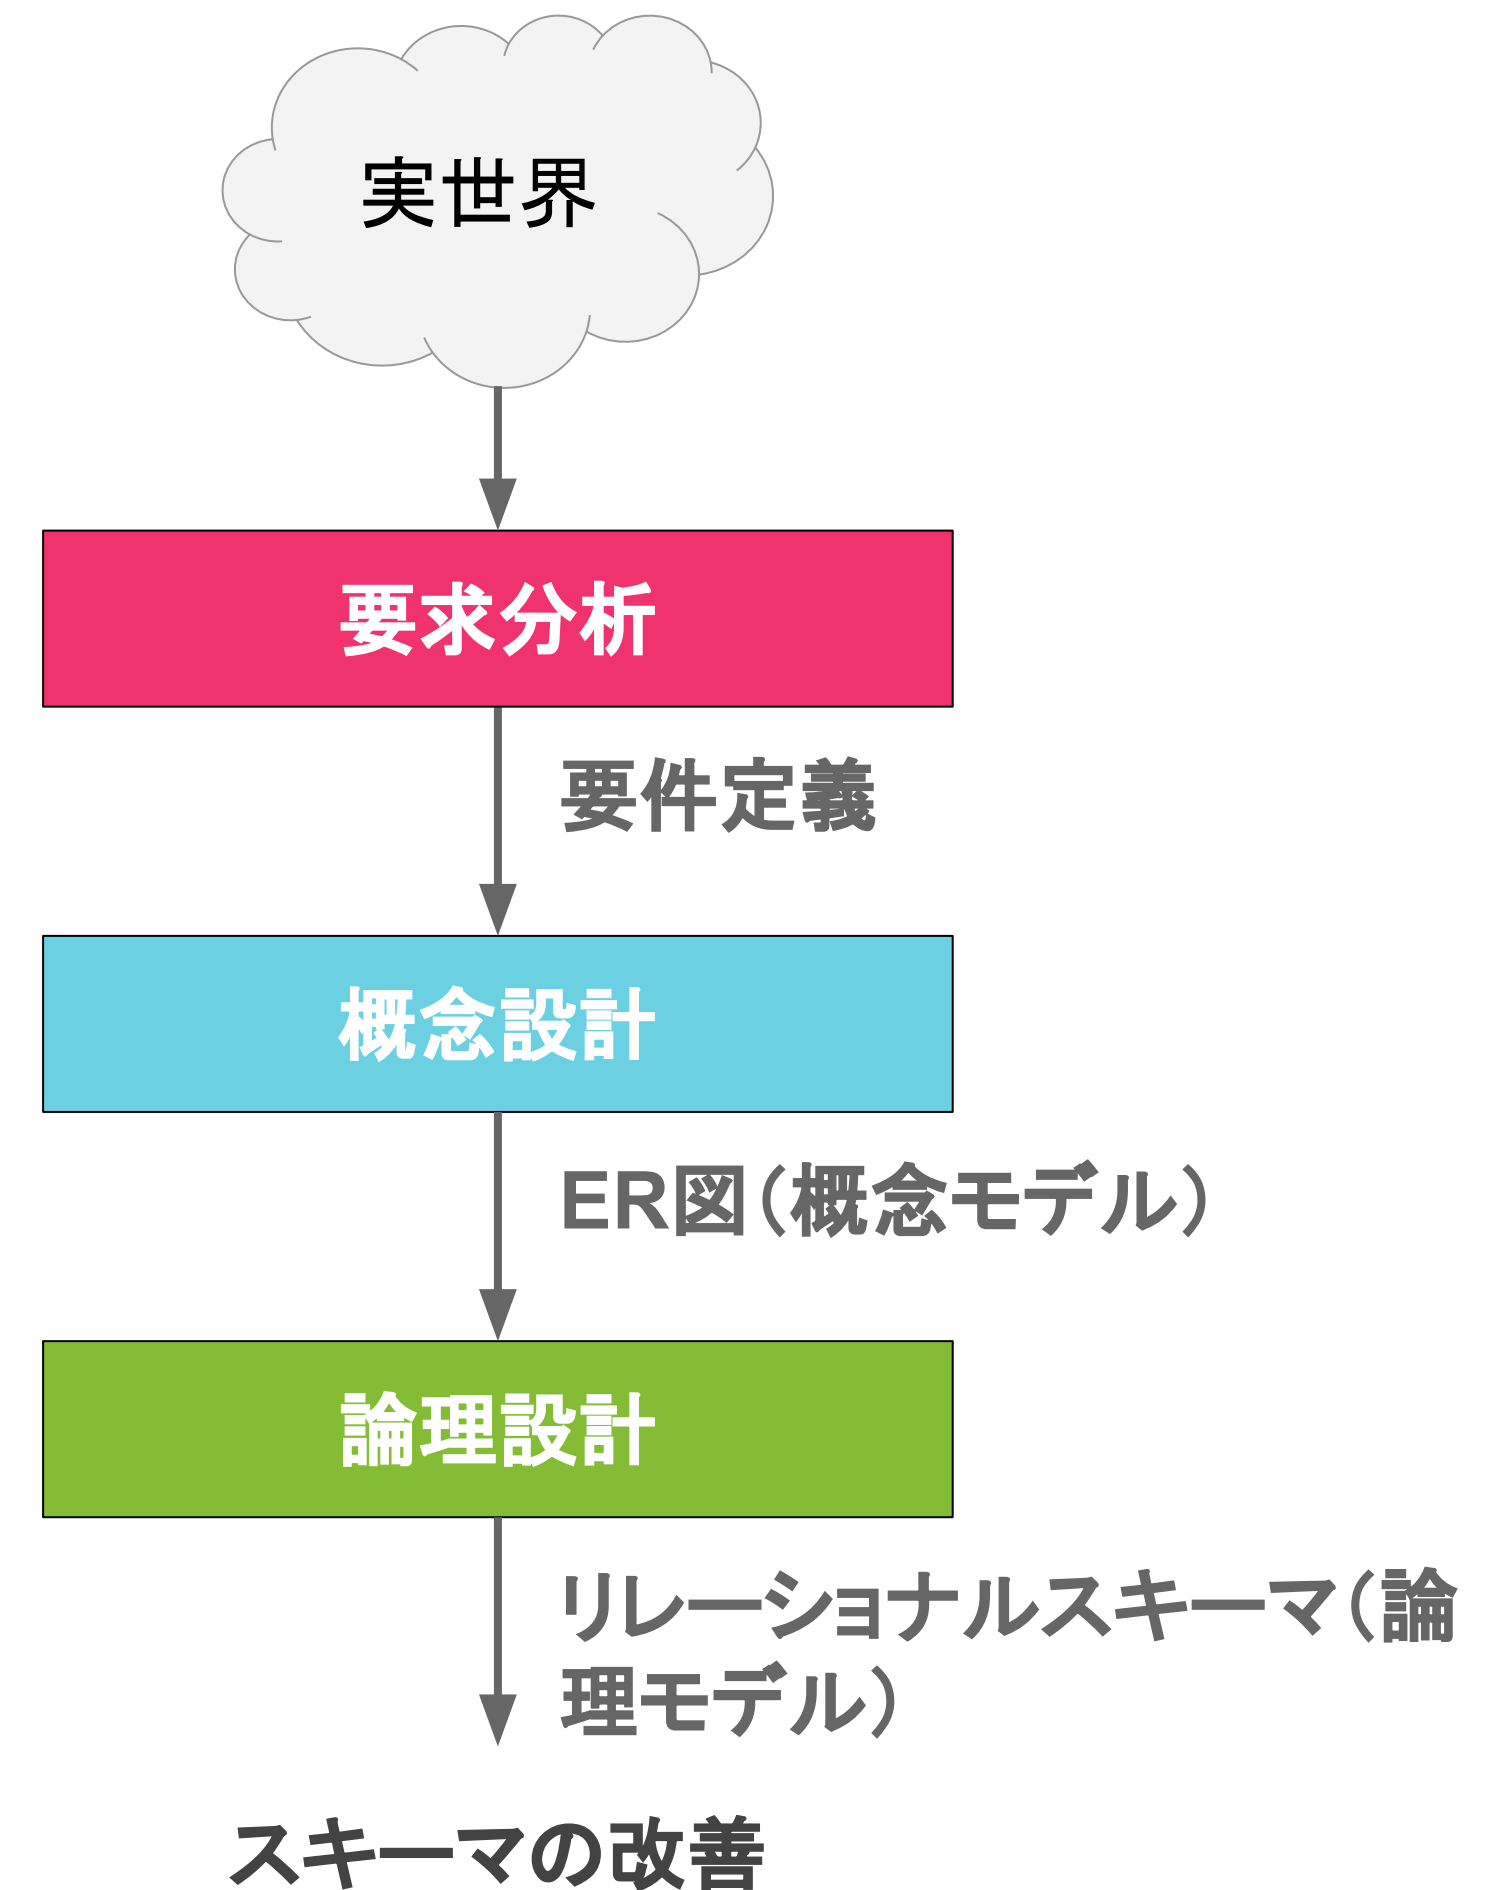 実世界
要求分析
要件定義
概念設計
ER図（概念モデル）
論理設計
リレーショナルスキーマ（論
理モデル）
スキーマの改善